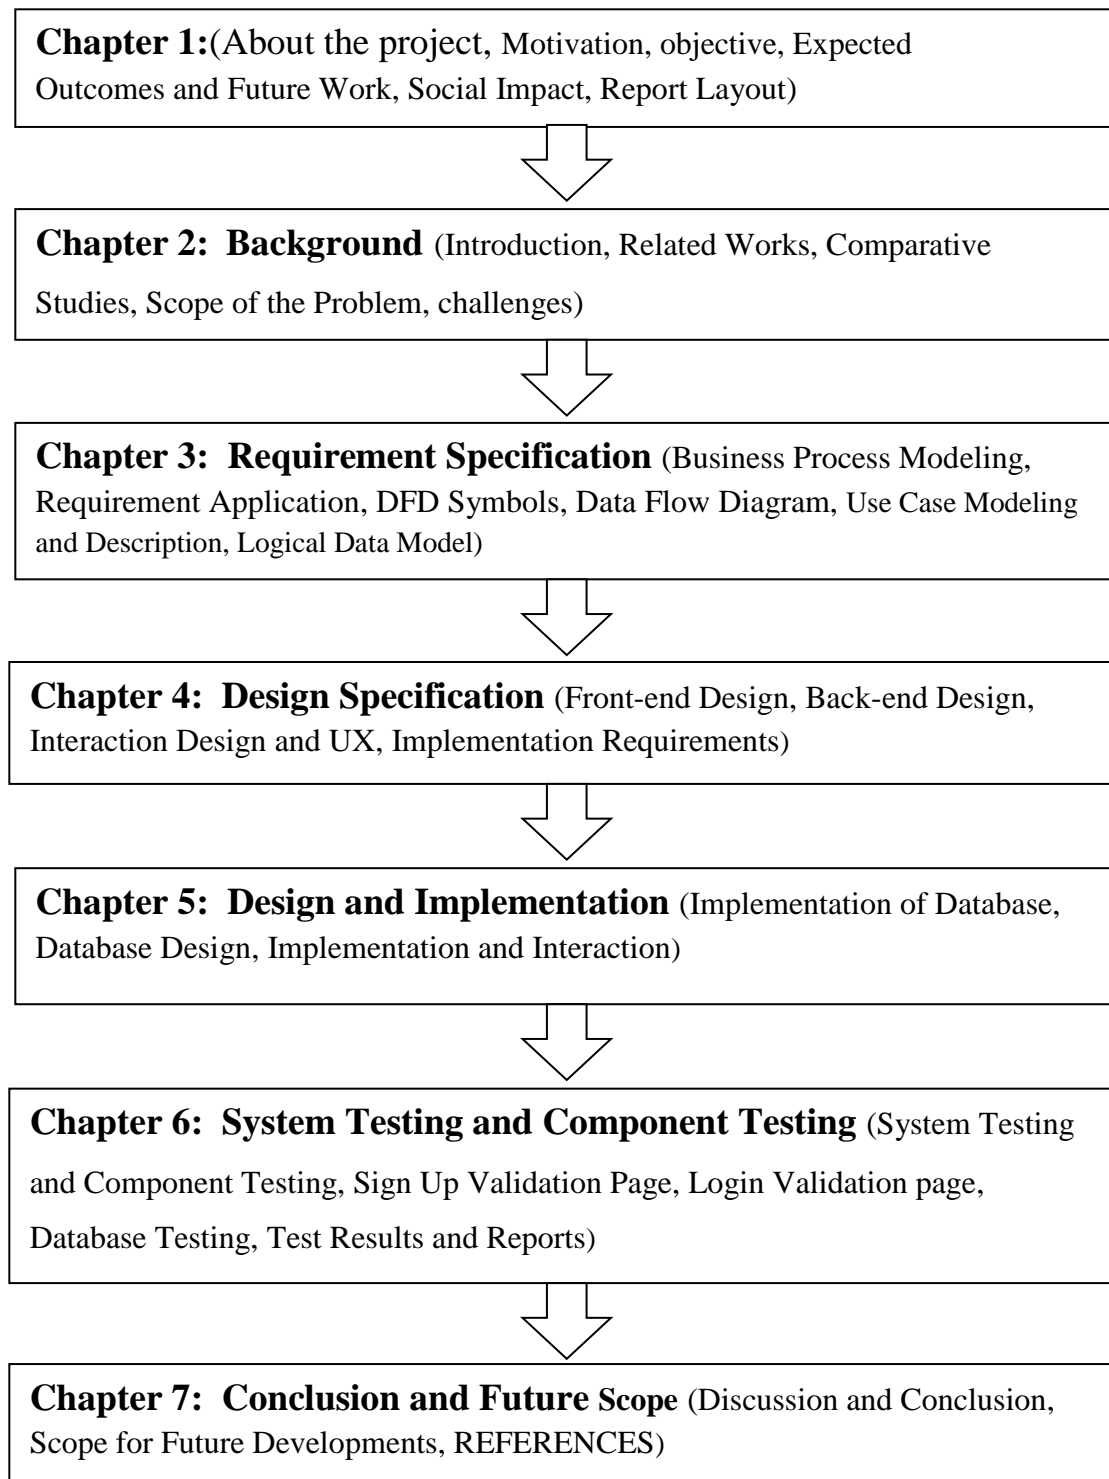 Chapter 1:(About the project, Motivation, objective, Expected
Outcomes and Future Work, Social Impact, Report Layout)
Chapter 2: Background (Introduction, Related Works, Comparative
Studies, Scope of the Problem, challenges)
Chapter 3: Requirement Specification (Business Process Modeling,
Requirement Application, DFD Symbols, Data Flow Diagram, Use Case Modeling
and Description, Logical Data Model)
Chapter 4: Design Specification (Front-end Design, Back-end Design,
Interaction Design and UX, Implementation Requirements)
Chapter 5: Design and Implementation (Implementation of Database,
Database Design, Implementation and Interaction)
Chapter 6: System Testing and Component Testing (System Testing
and Component Testing, Sign Up Validation Page, Login Validation page,
Database Testing, Test Results and Reports)
Chapter 7: Conclusion and Future Scope (Discussion and Conclusion,
Scope for Future Developments, REFERENCES)